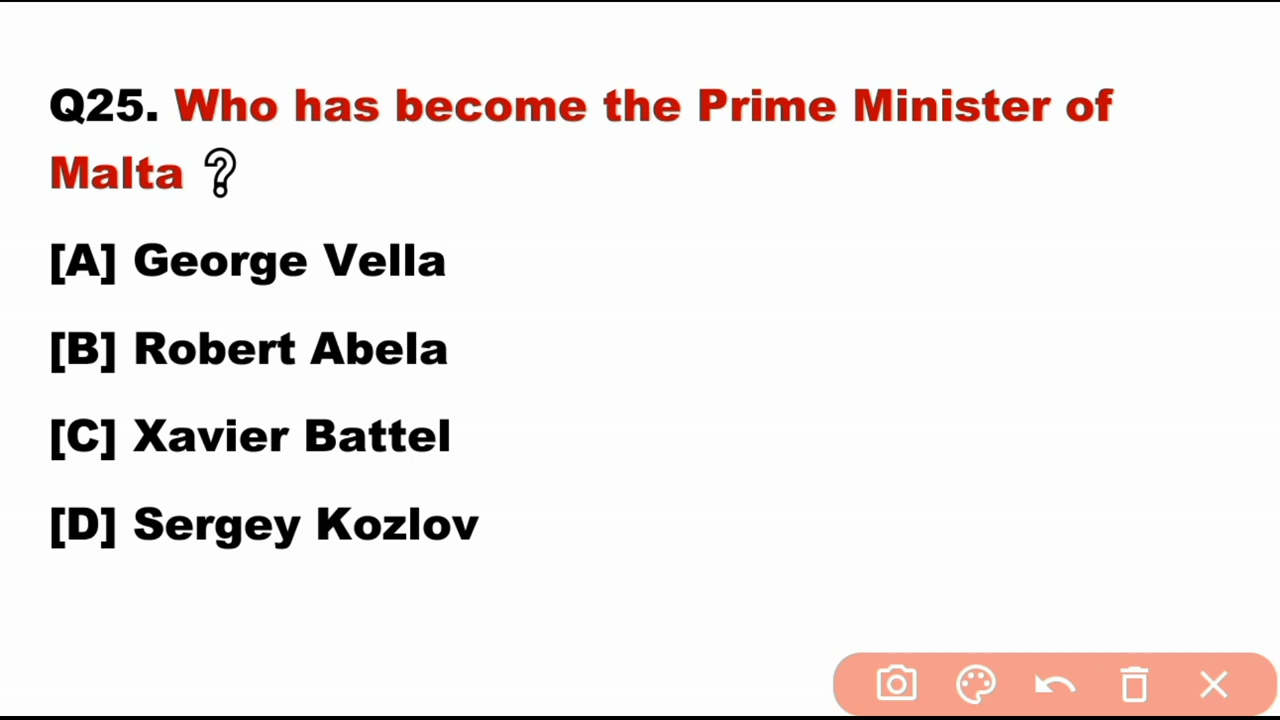 Q25. Who has become the Prime Minister of
Malta ?
[A] George Vella
[B] Robert Abela
[C] Xavier Battel
[D] Sergey Kozlov